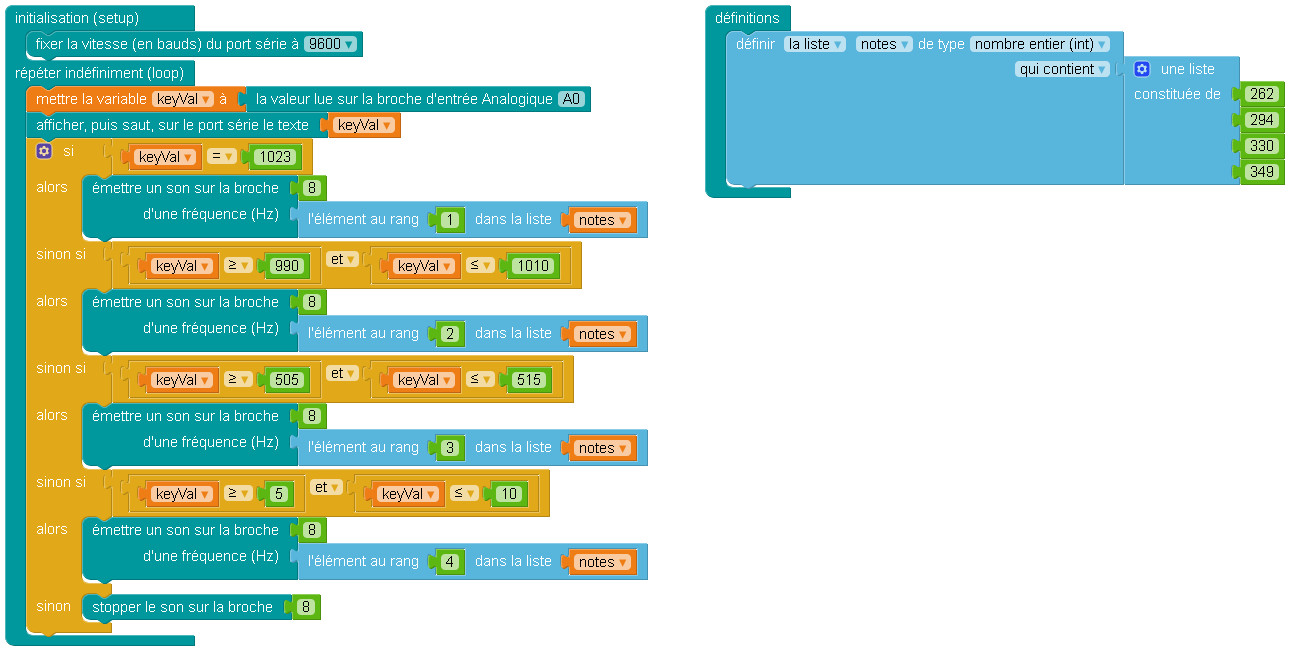 initialisation (setup)
fixer la vitesse (en bauds) du port série à 9600
répéter indéfiniment (loop)
mettre la variable keyVal à la valeur lue sur la broche d'entrée Analogique A0
afficher, puis saut, sur le port série le texte keyVal
si keyVal = 1023
alors émettre un son sur la broche 8
d'une fréquence (Hz) l'élément au rang 1 dans la liste notes
sinon si keyVal ≥ 990 et keyVal ≤ 1010
alors émettre un son sur la broche 8
d'une fréquence (Hz) l'élément au rang 2 dans la liste notes
sinon si keyVal ≥ 505 et keyVal ≤ 515
alors émettre un son sur la broche 8
d'une fréquence (Hz) l'élément au rang 3 dans la liste notes
sinon si keyVal ≥ 5 et keyVal ≤ 10
alors émettre un son sur la broche 8
d'une fréquence (Hz) l'élément au rang 4 dans la liste notes
sinon stopper le son sur la broche 8
définitions
définir la liste notes de type nombre entier (int)
qui contient une liste
constituée de 262
294
330
349